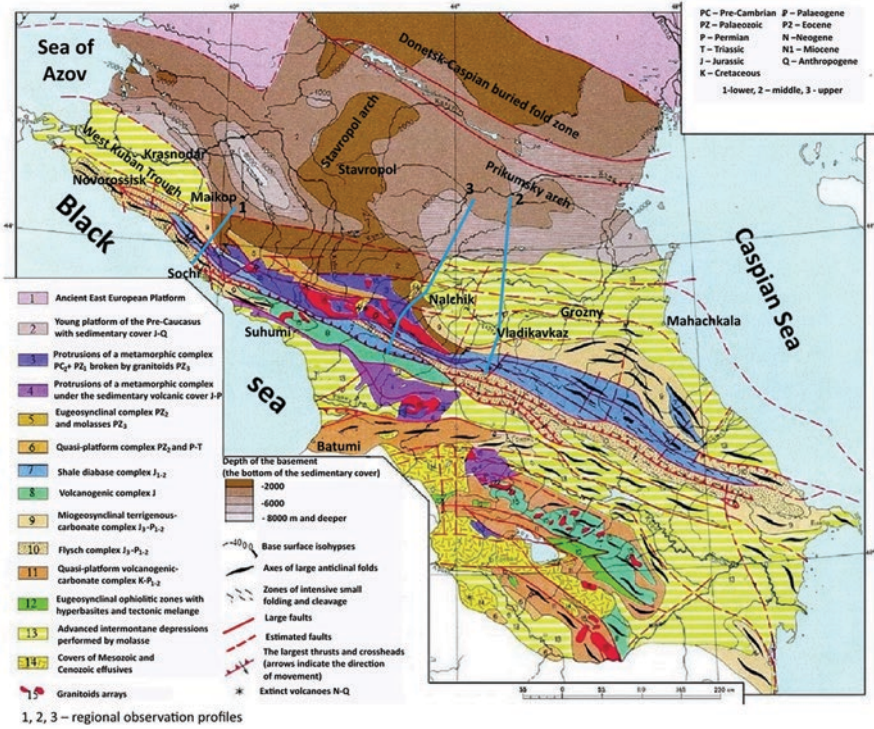 PC – Pre-Cambrian
PZ – Palaeozoic
P – Permian
T – Triassic
J – Jurassic
K – Cretaceous
P – Palaeogene
P2 – Eocene
N –Neogene
N1 – Miocene
Q – Anthropogene
1-lower, 2 – middle, 3 - upper
Sea of
Azov
Donetsk-Caspian buried fold zone
Stavropol arch
Stavropol
Prikumsky arch
West Kuban Trough
Krasnodar
Novorossisk
Maikop
1
3
2
Black
sea
Sochi
Suhumi
Batumi
Nalchik
Vladikavkaz
Grozny
Mahachkala
Caspian Sea
1 Ancient East European Platform
2 Young platform of the Pre-Caucasus
with sedimentary cover J-Q
3 Protrusions of a metorphic complex
PC2+ PZ1 broken by granitoids PZ3
4 Protrusions of a metamorphic complex
under the sedimentary volcanic cover J-P
5 Eugeosynclinal complex PZ2
and molasses PZ3
6 Quasi-platform complex PZ2 and P-T
7 Shale diabase complex J1-2
8 Volcanogenic complex J
9 Miogeosynclinal terrigenous-
carbonate complex J3-P1-2
10 Flysch complex J3-P1-2
11 Quasi-platform volcanogenic-
carbonate complex K-P1-2
12 Eugeosynclinal ophiolitic zones with
hyperbasites and tectonic melange
13 Advanced intermontane depressions
performed by molasse
14 Covers of Mesozoic and
Cenozoic effusives
15 Granitoids arrays
Depth of the basement
(the bottom of the sedimentary cover)
-2000
-6000
- 8000 m and deeper
Base surface isohypses
Axes of large anticlinal folds
Zones of intensive small
folding and cleavage
Large faults
Estimated faults
The largest thrusts and crossheads
(arrows indicate the direction
of movement)
Extinct volcanoes N-Q
1, 2, 3 – regional observation profiles